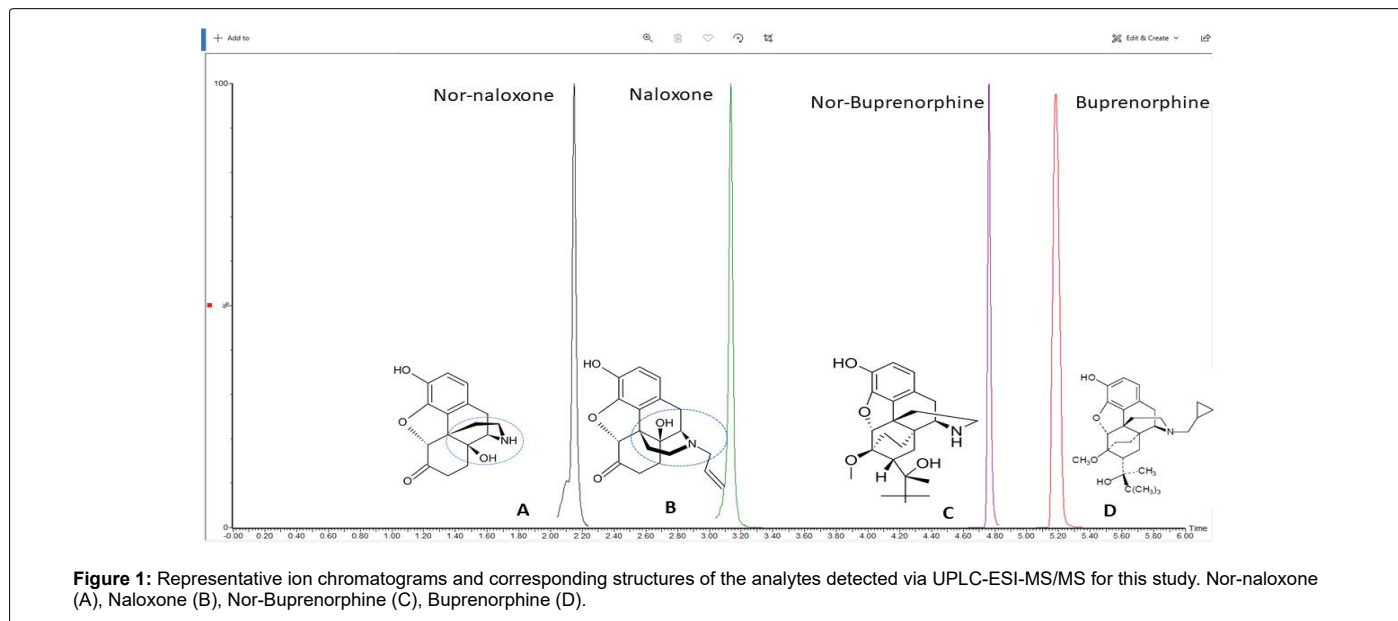 Add to
Edit & Create
100
Nor-naloxone
Naloxone
Nor-Buprenorphine
Buprenorphine
%
HO
O
NH
OH
O
A
HO
O
OH
N
O
B
HO
O
N
H
O
OH
H
C
HO
O
N
CH₃O
CH₃
HO
C(CH₃)₃
D
0
-0.00 0.20 0.40 0.60 0.80 1.00 1.20 1.40 1.60 1.80 2.00 2.20 2.40 2.60 2.80 3.00 3.20 3.40 3.60 3.80 4.00 4.20 4.40 4.60 4.80 5.00 5.20 5.40 5.60 5.80 6.00
Time
Figure 1: Representative ion chromatograms and corresponding structures of the analytes detected via UPLC-ESI-MS/MS for this study. Nor-naloxone
(A), Naloxone (B), Nor-Buprenorphine (C), Buprenorphine (D).